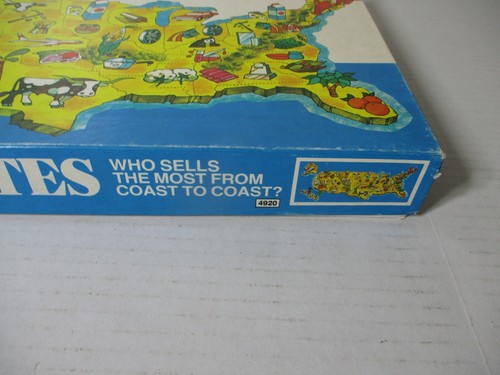 TES
WHO SELLS
THE MOST FROM
COAST TO COAST?
4920